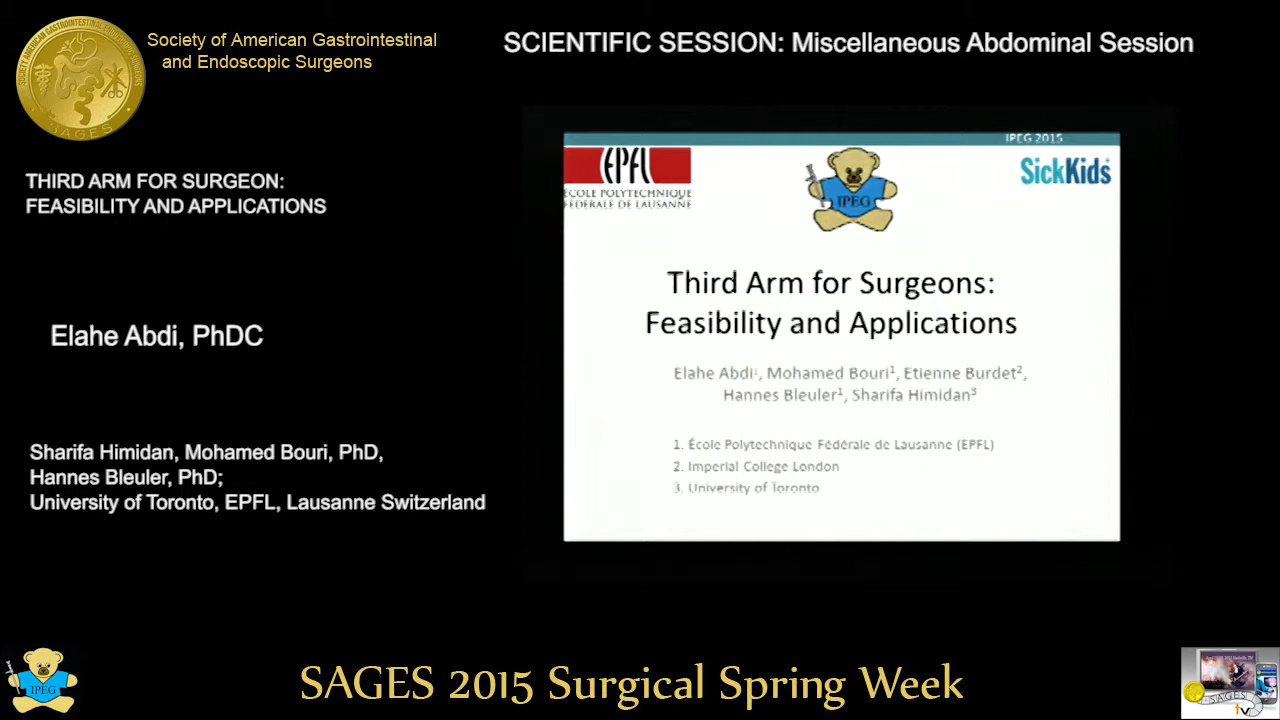 Society of American Gastrointestinal
and Endoscopic Surgeons
SCIENTIFIC SESSION: Miscellaneous Abdominal Session
SAGES
THIRD ARM FOR SURGEON:
FEASIBILITY AND APPLICATIONS
Elahe Abdi, PhDC
Sharifa Himidan, Mohamed Bouri, PhD,
Hannes Bleuler, PhD;
University of Toronto, EPFL, Lausanne Switzerland
IPEG 2015
EPFL
ÉCOLE POLYTECHNIQUE
FÉDÉRALE DE LAUSANNE
IPEG
SickKids
Third Arm for Surgeons:
Feasibility and Applications
Elahe Abdi¹, Mohamed Bouri¹, Etienne Burdet²,
Hannes Bleuler¹, Sharifa Himidan³
1. École Polytechnique Fédérale de Lausanne (EPFL)
2. Imperial College London
3. University of Toronto
IPEG
SAGES 2015 Surgical Spring Week
SAGES
tv